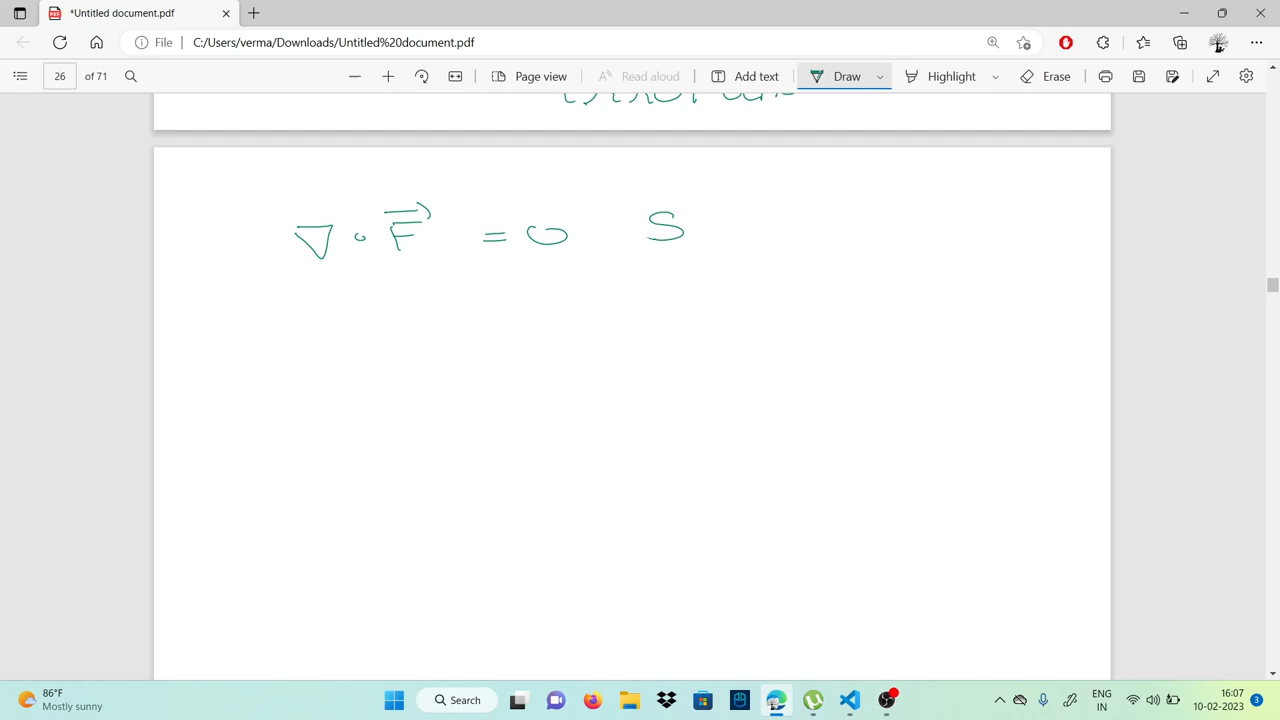 *Untitled document.pdf
File | C:/Users/verma/Downloads/Untitled%20document.pdf
26 of 71 Page view Read aloud Add text Draw Highlight Erase
∇ ∘ F⃗ = 0 S
86°F
Mostly sunny
Search
ENG
IN
16:07
10-02-2023
3